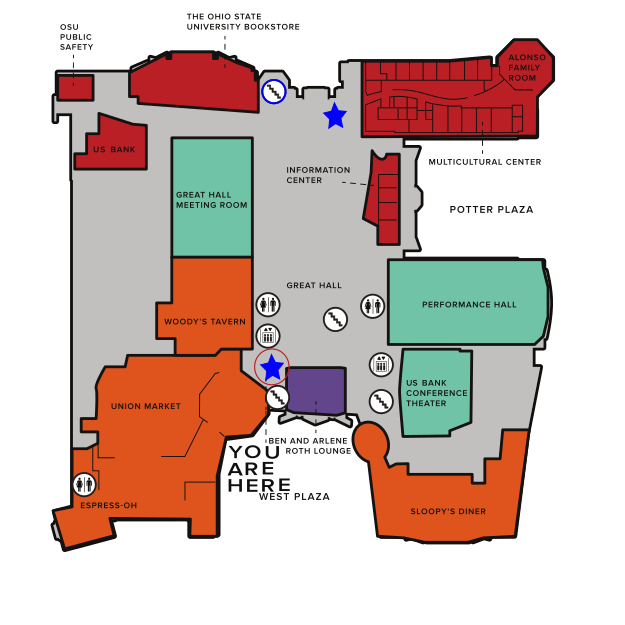 THE OHIO STATE
UNIVERSITY BOOKSTORE
OSU
PUBLIC
SAFETY
ALONSO
FAMILY
ROOM
US BANK
MULTICULTURAL CENTER
INFORMATION
CENTER
GREAT HALL
MEETING ROOM
POTTER PLAZA
GREAT HALL
PERFORMANCE HALL
WOODY'S TAVERN
US BANK
CONFERENCE
THEATER
UNION MARKET
BEN AND ARLENE
ROTH LOUNGE
YOU
ARE
HERE
WEST PLAZA
ESPRESS-OH
SLOOPY'S DINER